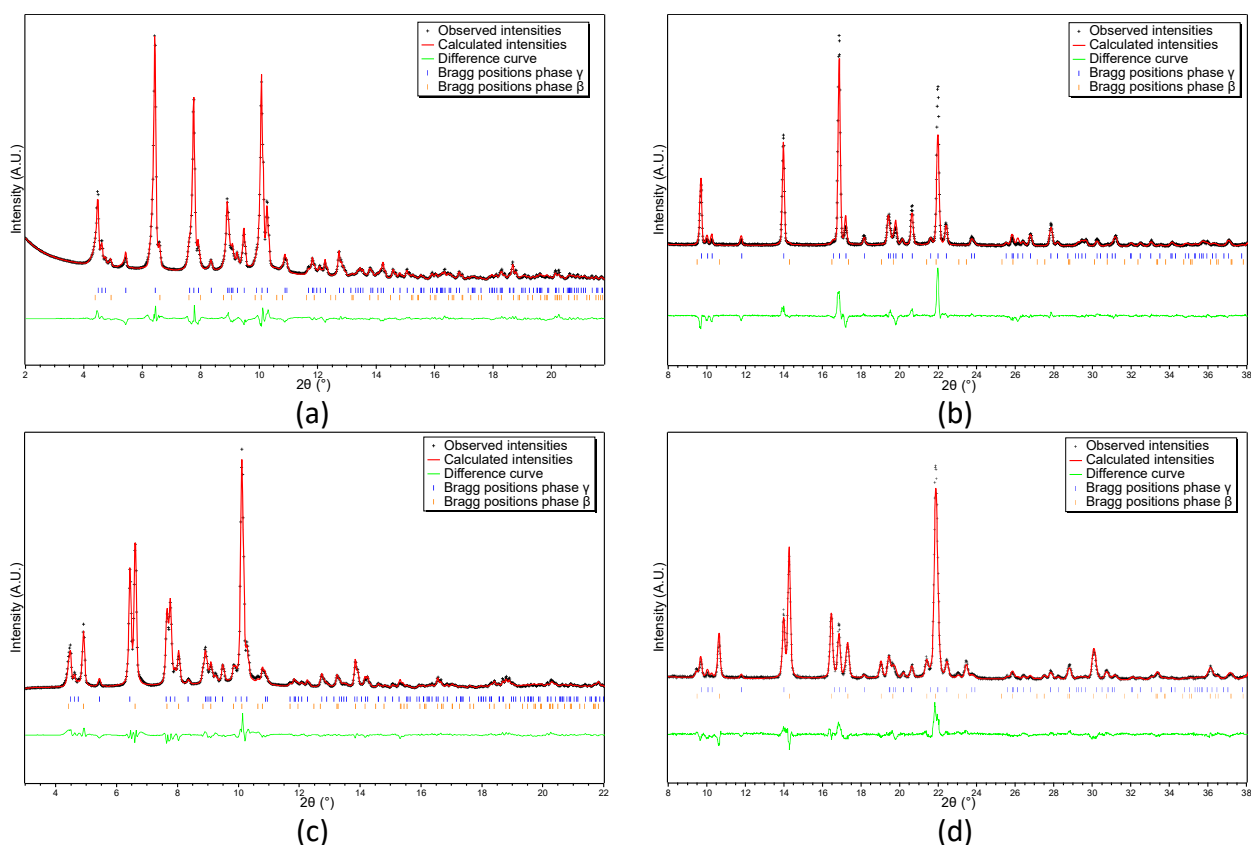 Observed intensities
Calculated intensities
Difference curve
Bragg positions phase γ
Bragg positions phase β
Intensity (A.U.)
2 4 6 8 10 12 14 16 18 20
2θ (°)
(a)
Observed intensities
Calculated intensities
Difference curve
Bragg positions phase γ
Bragg positions phase β
Intensity (A.U.)
8 10 12 14 16 18 20 22 24 26 28 30 32 34 36 38
2θ (°)
(b)
Observed intensities
Calculated intensities
Difference curve
Bragg positions phase γ
Bragg positions phase β
Intensity (A.U.)
4 6 8 10 12 14 16 18 20 22
2θ (°)
(c)
Observed intensities
Calculated intensities
Difference curve
Bragg positions phase γ
Bragg positions phase β
Intensity (A.U.)
8 10 12 14 16 18 20 22 24 26 28 30 32 34 36 38
2θ (°)
(d)